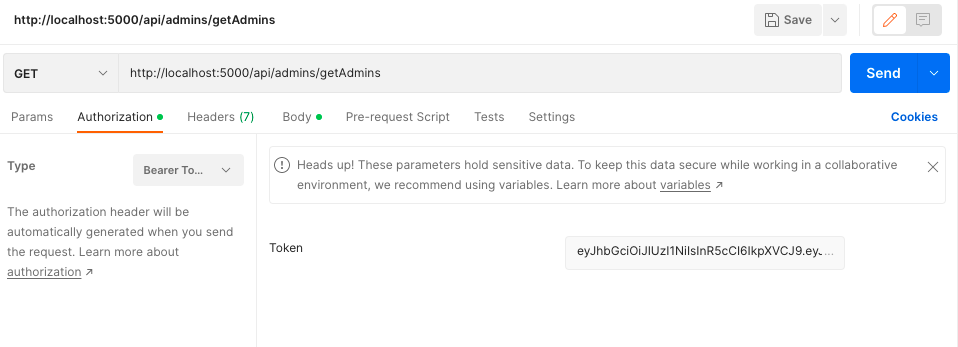 http://localhost:5000/api/admins/getAdmins
Save
GET
http://localhost:5000/api/admins/getAdmins
Send
Params
Authorization
Headers (7)
Body
Pre-request Script
Tests
Settings
Cookies
Type
Bearer To...
Heads up! These parameters hold sensitive data. To keep this data secure while working in a collaborative
environment, we recommend using variables. Learn more about variables ↗
The authorization header will be
automatically generated when you send
the request. Learn more about
authorization ↗
Token
eyJhbGciOiJIUzI1NiIsInR5cCI6IkpXVCJ9.eyJ...